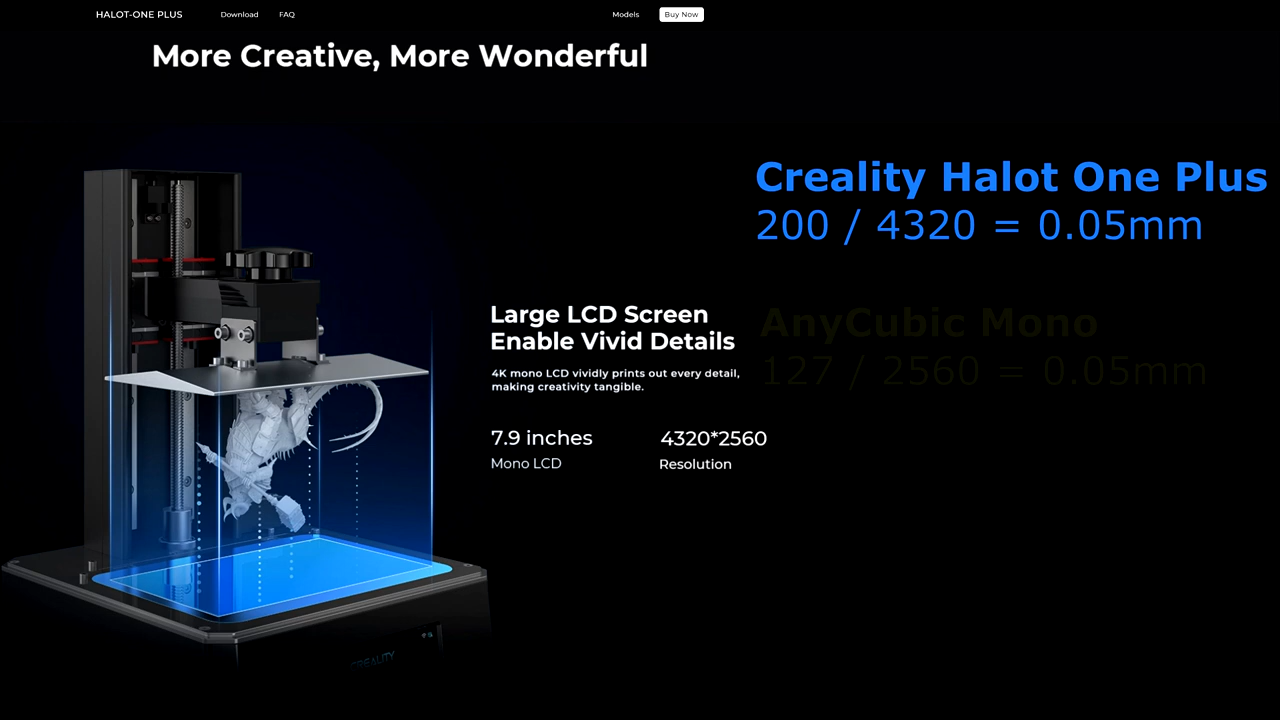 HALOT-ONE PLUS Download FAQ Models Buy Now
More Creative, More Wonderful
Creality Halot One Plus
200 / 4320 = 0.05mm
AnyCubic Mono
127 / 2560 = 0.05mm
Large LCD Screen
Enable Vivid Details
4K mono LCD vividly prints out every detail,
making creativity tangible.
7.9 inches
Mono LCD
4320*2560
Resolution
CREALITY